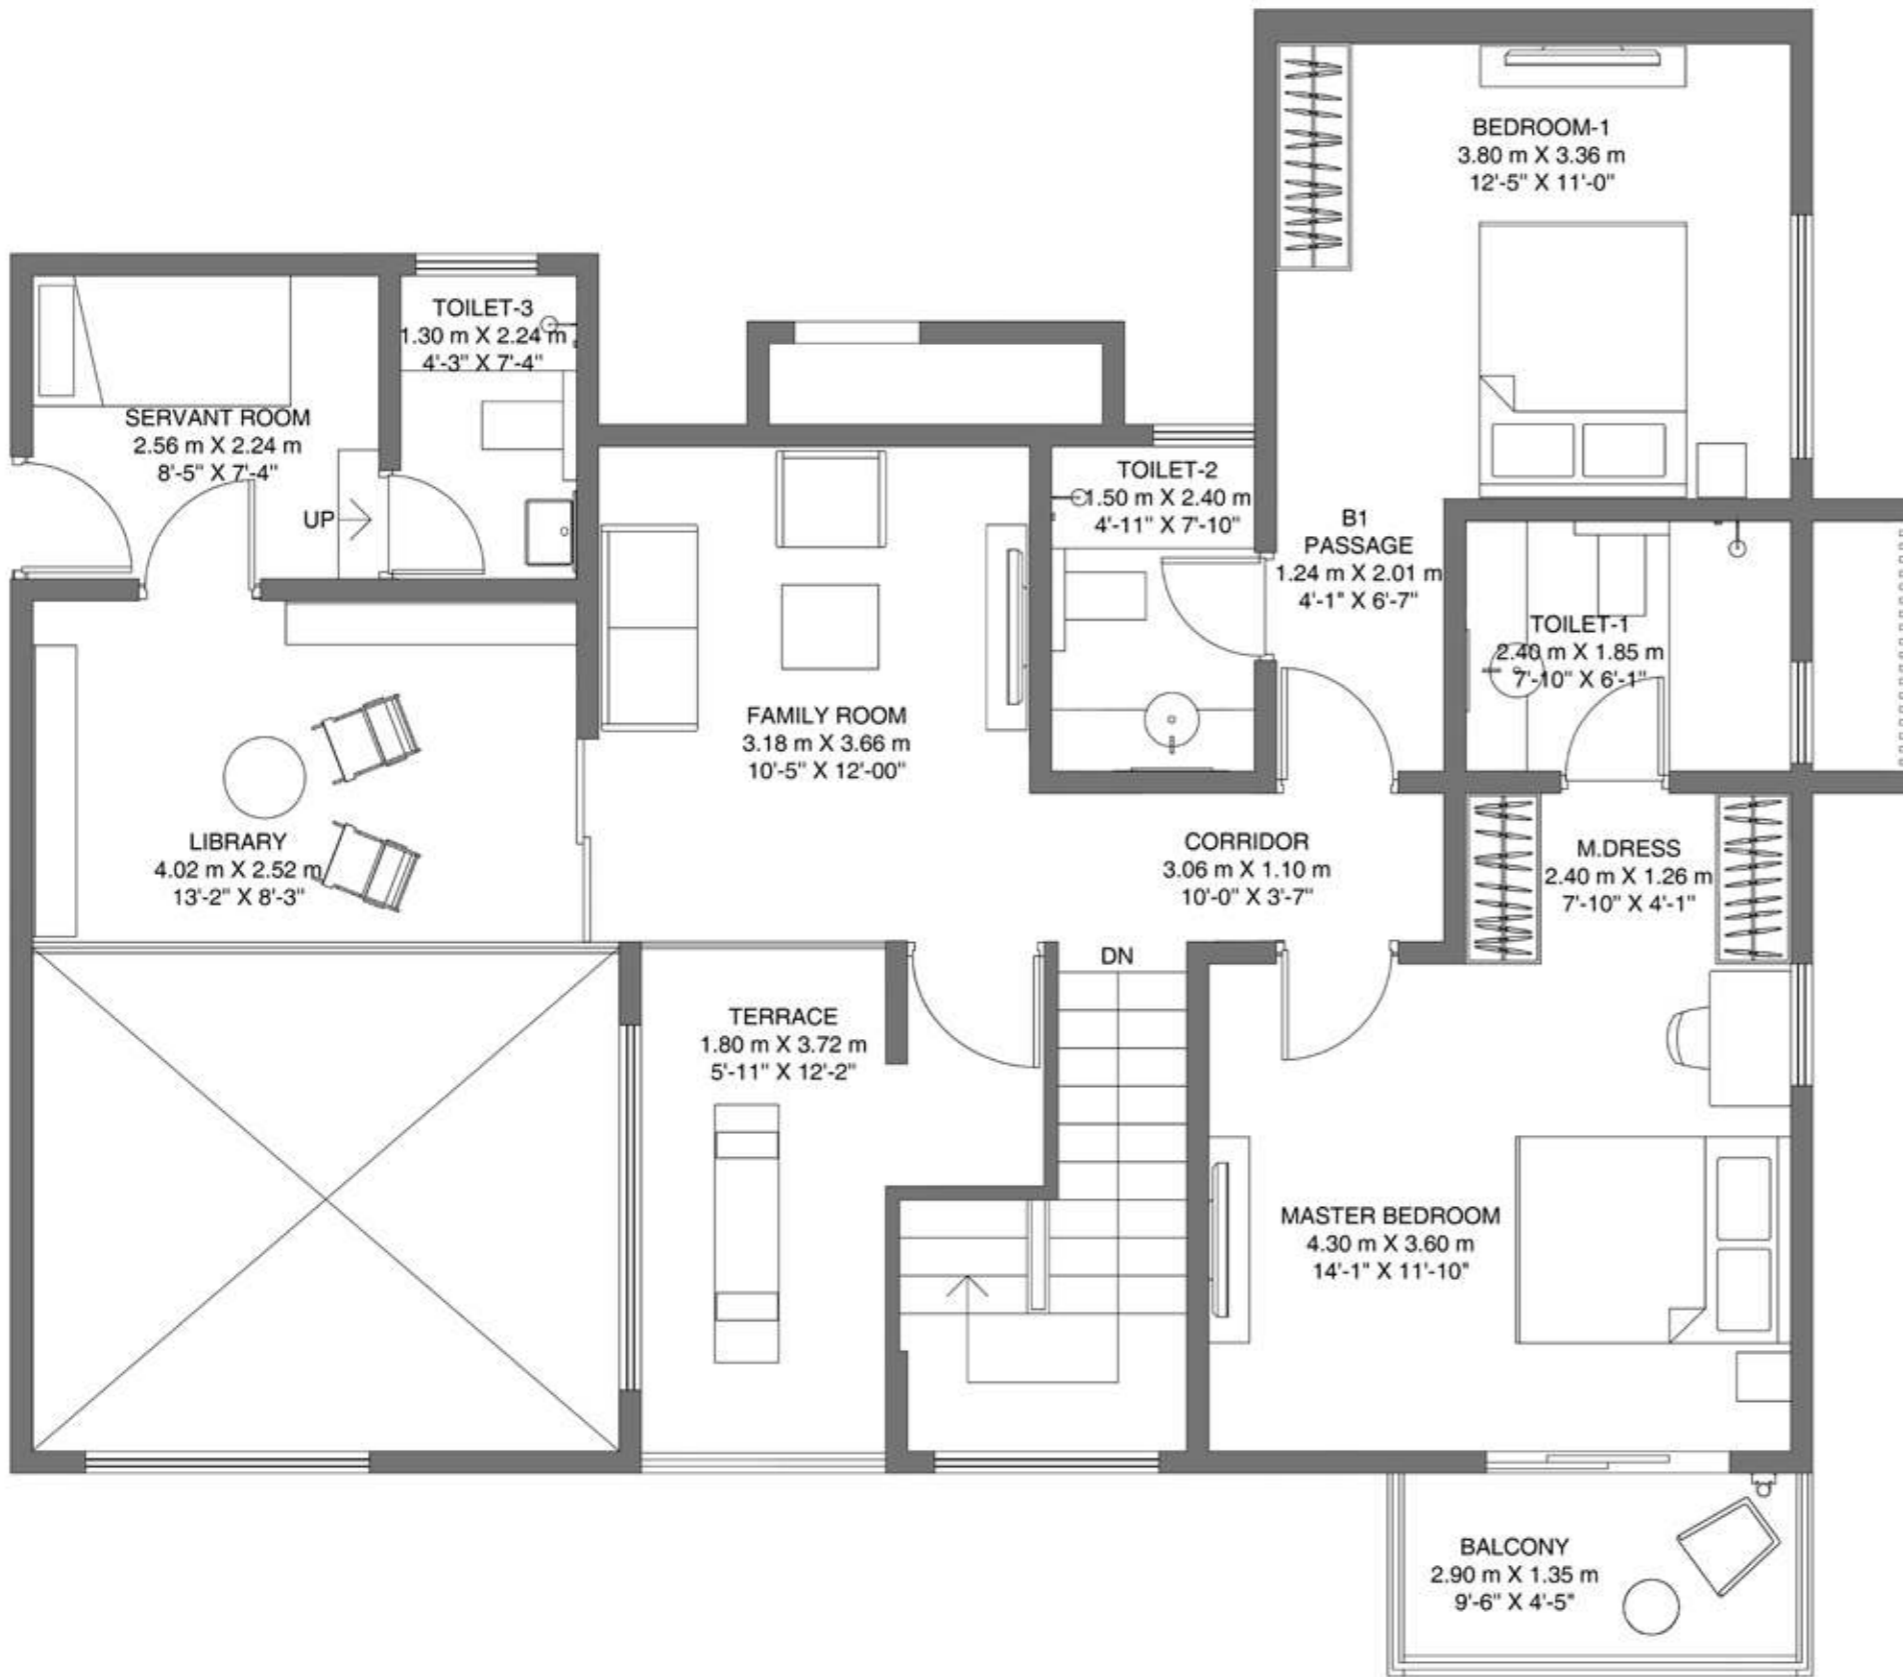 BEDROOM-1
3.80 m X 3.36 m
12'-5" X 11'-0"
TOILET-3
1.30 m X 2.24 m
4'-3" X 7'-4"
SERVANT ROOM
2.56 m X 2.24 m
8'-5" X 7'-4"
UP
TOILET-2
1.50 m X 2.40 m
4'-11" X 7'-10"
B1
PASSAGE
1.24 m X 2.01 m
4'-1" X 6'-7"
TOILET-1
2.40 m X 1.85 m
7'-10" X 6'-1"
FAMILY ROOM
3.18 m X 3.66 m
10'-5" X 12'-00"
LIBRARY
4.02 m X 2.52 m
13'-2" X 8'-3"
CORRIDOR
3.06 m X 1.10 m
10'-0" X 3'-7"
M.DRESS
2.40 m X 1.26 m
7'-10" X 4'-1"
DN
TERRACE
1.80 m X 3.72 m
5'-11" X 12'-2"
MASTER BEDROOM
4.30 m X 3.60 m
14'-1" X 11'-10"
BALCONY
2.90 m X 1.35 m
9'-6" X 4'-5"